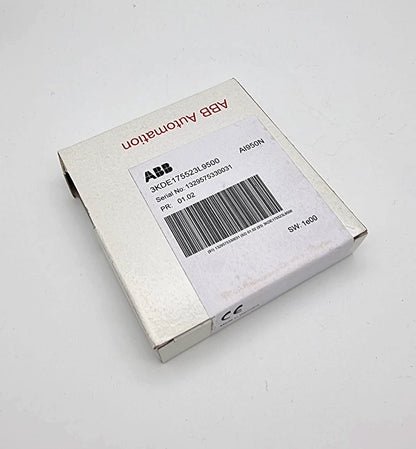 ABB Automation
ABB
3KDE175523L9500
AI950N
Serial No: 1329575330031
PR: 01.02
SW: 1e00
CE